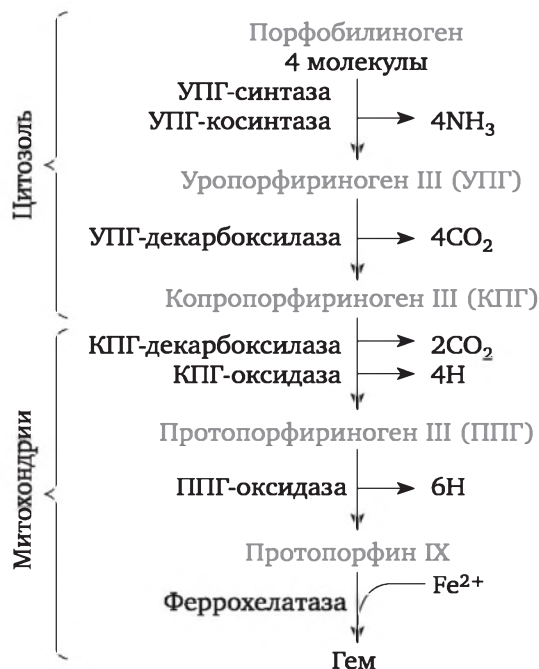 Порфобилиноген
4 молекулы
УПГ-синтаза
УПГ-косинтаза
4NH₃
Цитозоль
Уропорфириноген III (УПГ)
УПГ-декарбоксилаза
4CO₂
Копропорфириноген III (КПГ)
КПГ-декарбоксилаза
2CO₂
КПГ-оксидаза
4H
Протопорфириноген III (ППГ)
Митохондрии
ППГ-оксидаза
6H
Протопорфин IX
Fe²⁺
Феррохелатаза
Гем